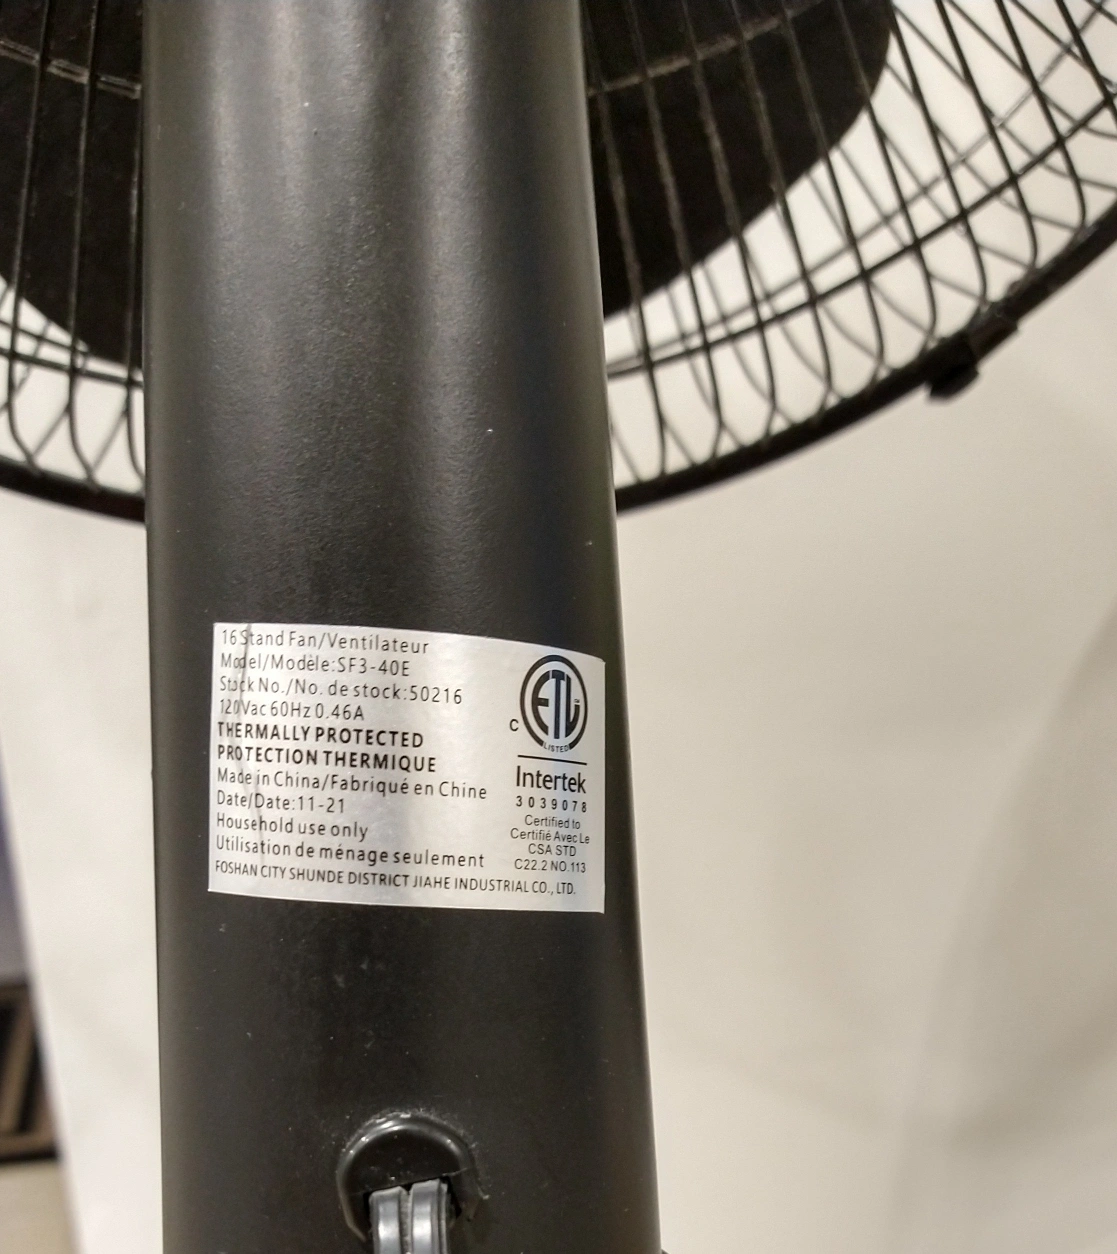 16 Stand Fan/Ventilateur
Model/Modèle:SF3-40E
Stock No./No. de stock:50216
120Vac 60Hz 0.46A
THERMALLY PROTECTED
PROTECTION THERMIQUE
Made in China/Fabriqué en Chine
Date/Date:11-21
Household use only
Utilisation de ménage seulement
FOSHAN CITY SHUNDE DISTRICT JIAHE INDUSTRIAL CO., LTD.
ETL
C
LISTED
Intertek
3039078
Certified to
Certifié Avec Le
CSA STD
C22.2 NO.113